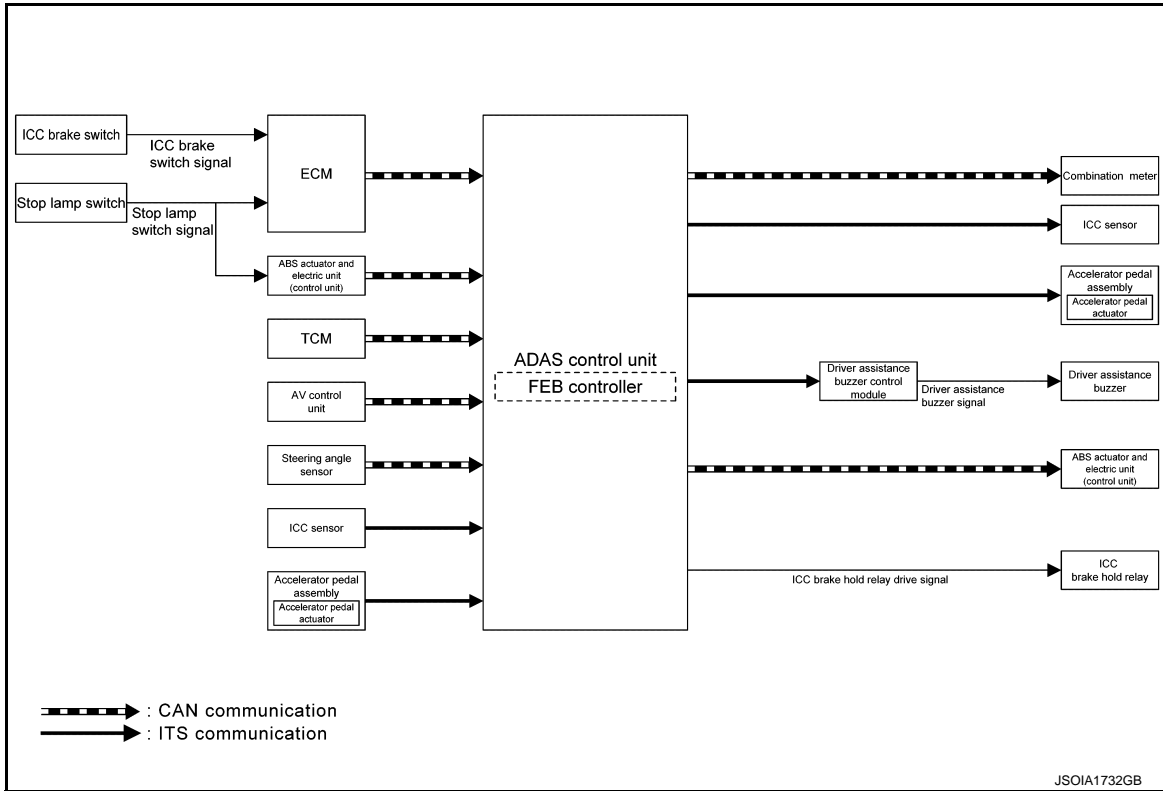 ICC brake switch
ICC brake
switch signal
Stop lamp switch
Stop lamp
switch signal
ECM
ABS actuator and
electric unit
(control unit)
TCM
AV control
unit
Steering angle
sensor
ICC sensor
Accelerator pedal
assembly
Accelerator pedal
actuator
ADAS control unit
FEB controller
Combination meter
ICC sensor
Accelerator pedal
assembly
Accelerator pedal
actuator
Driver assistance
buzzer control
module
Driver assistance
buzzer signal
Driver assistance
buzzer
ABS actuator and
electric unit
(control unit)
ICC brake hold relay drive signal
ICC
brake hold relay
: CAN communication
: ITS communication
JSOIA1732GB